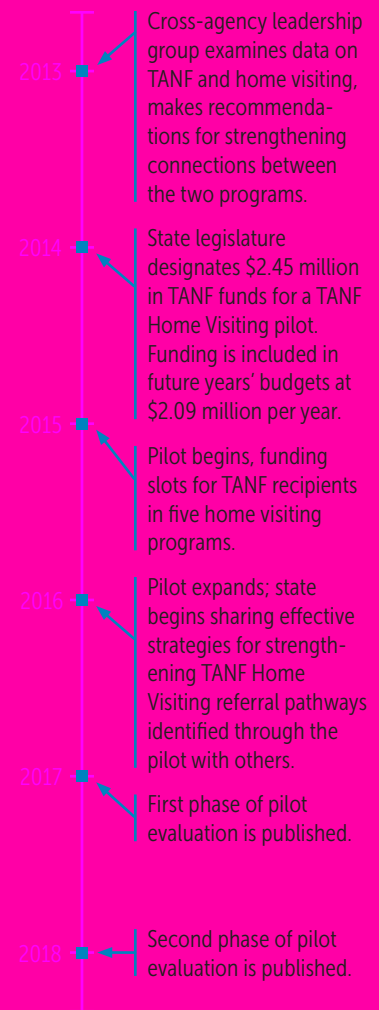 Cross-agency leadership
group examines data on
2013
TANF and home visiting,
makes recommenda-
tions for strengthening
connections between
the two programs.
State legislature
2014
designates $2.45 million
in TANF funds for a TANF
Home Visiting pilot.
Funding is included in
future years’ budgets at
$2.09 million per year.
2015
Pilot begins, funding
slots for TANF recipients
in five home visiting
programs.
Pilot expands; state
2016
begins sharing effective
strategies for strength-
ening TANF Home
Visiting referral pathways
identified through the
pilot with others.
2017
First phase of pilot
evaluation is published.
Second phase of pilot
2018
evaluation is published.